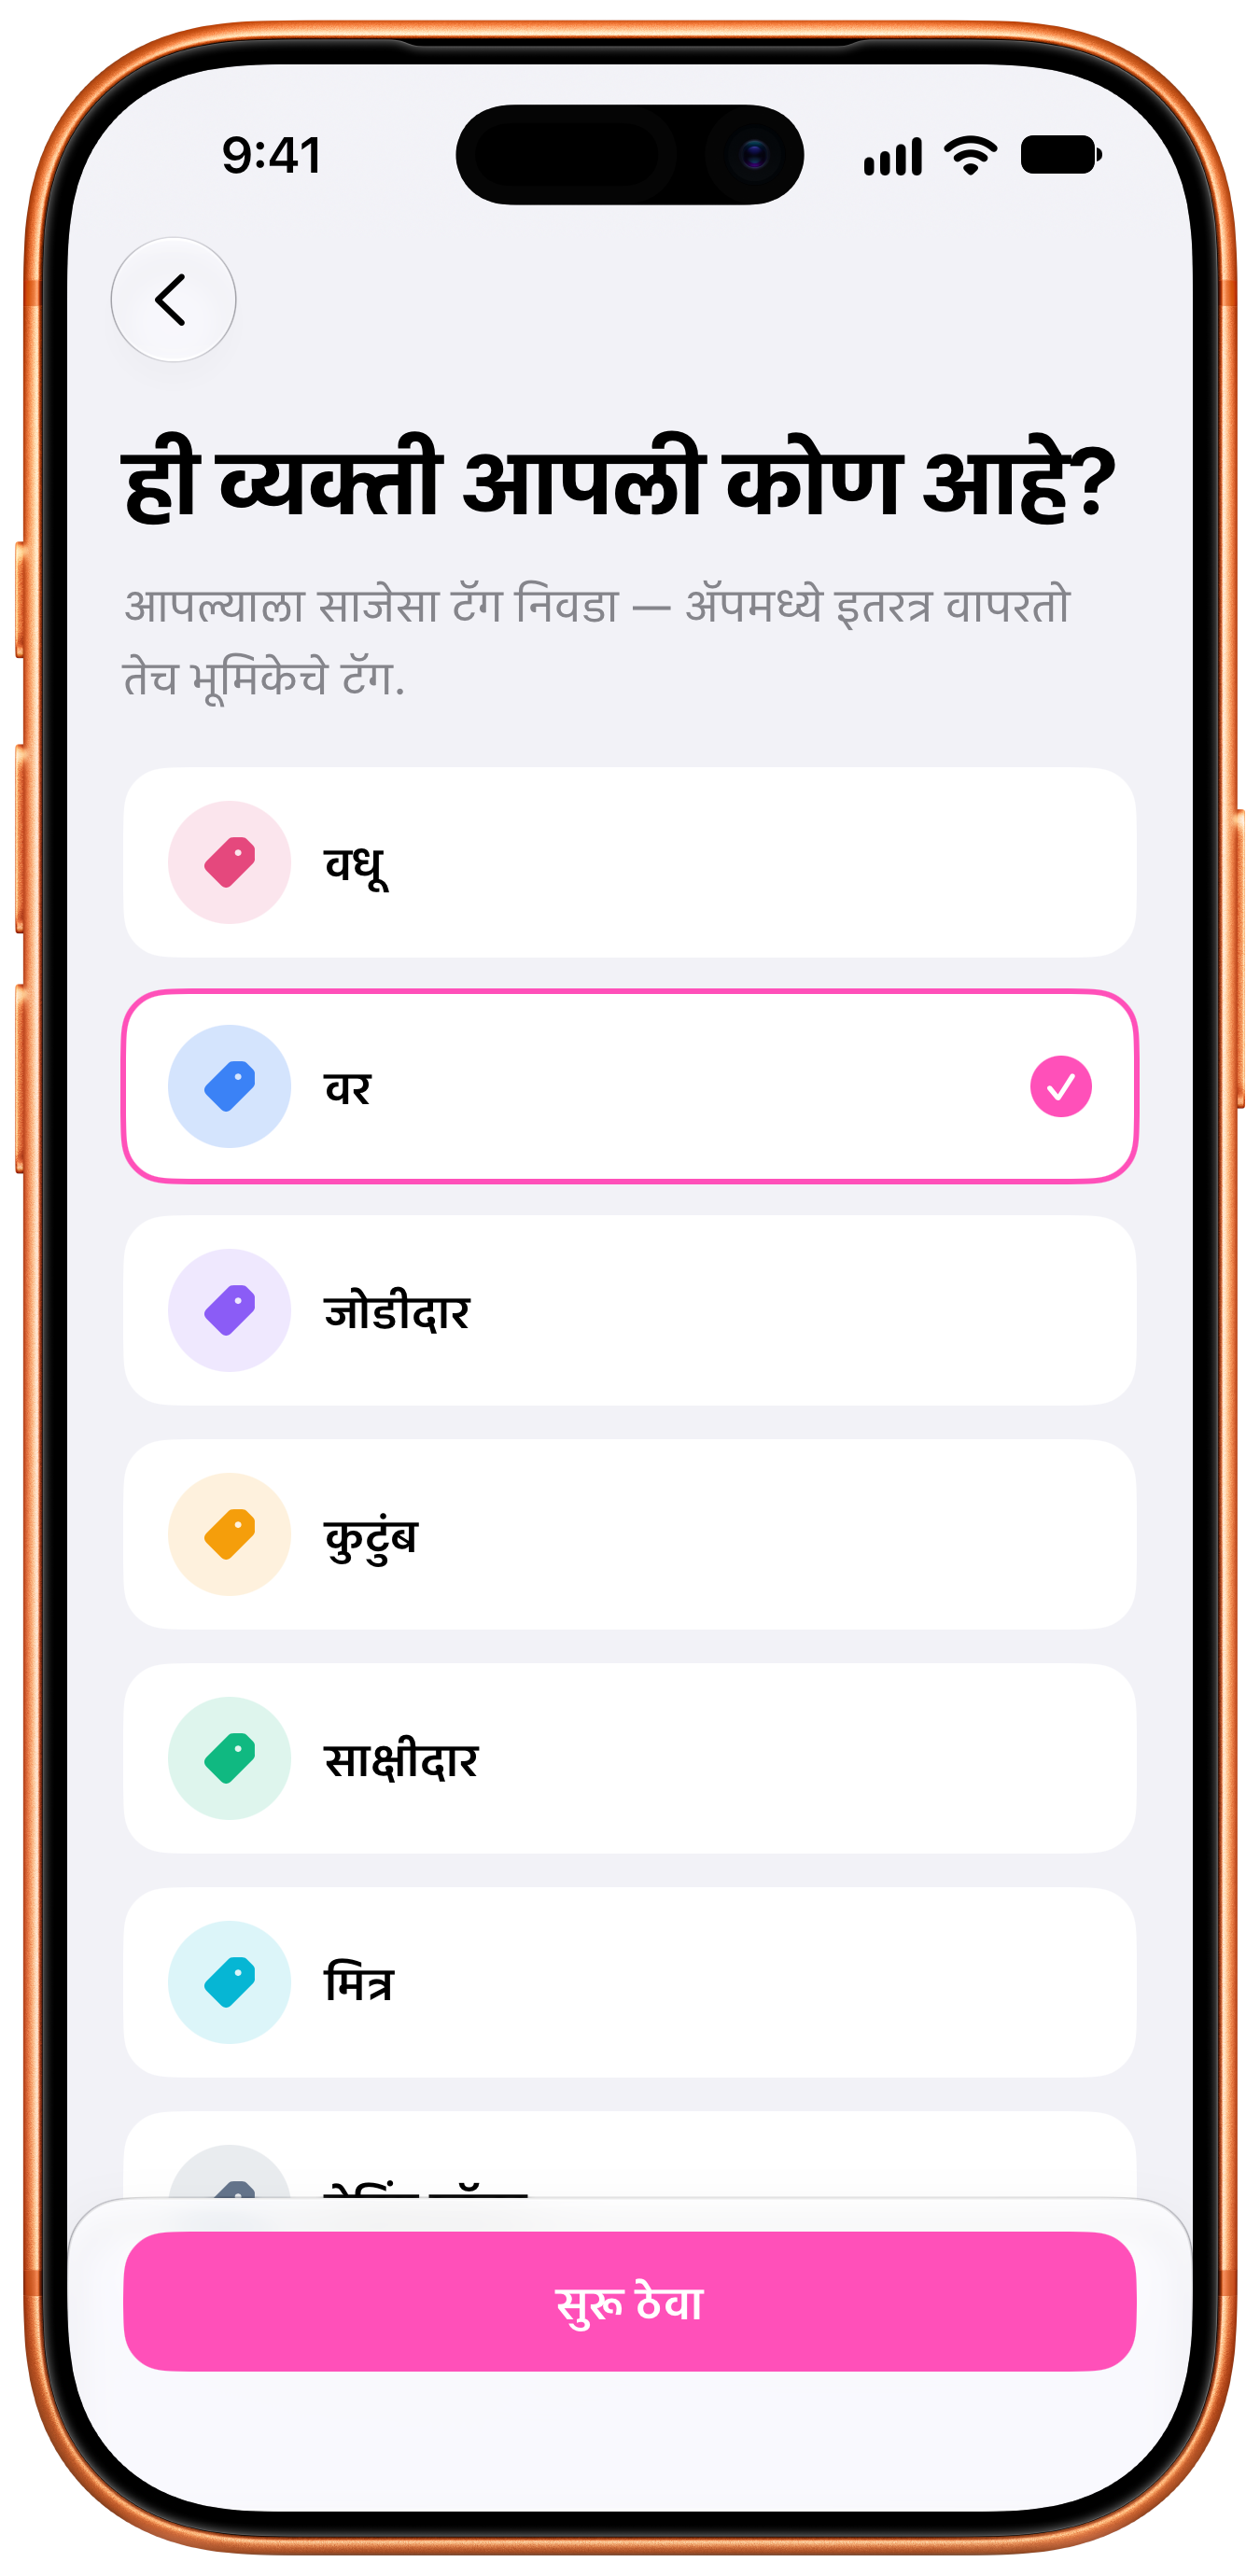 9:41
ही व्यक्ती आपली कोण आहे?
आपल्याला साजेसा टॅग निवडा — ॲपमध्ये इतरत्र वापरतो
तेच भूमिकेचे टॅग.
वधू
वर
जोडीदार
कुटुंब
साक्षीदार
मित्र
सुरू ठेवा